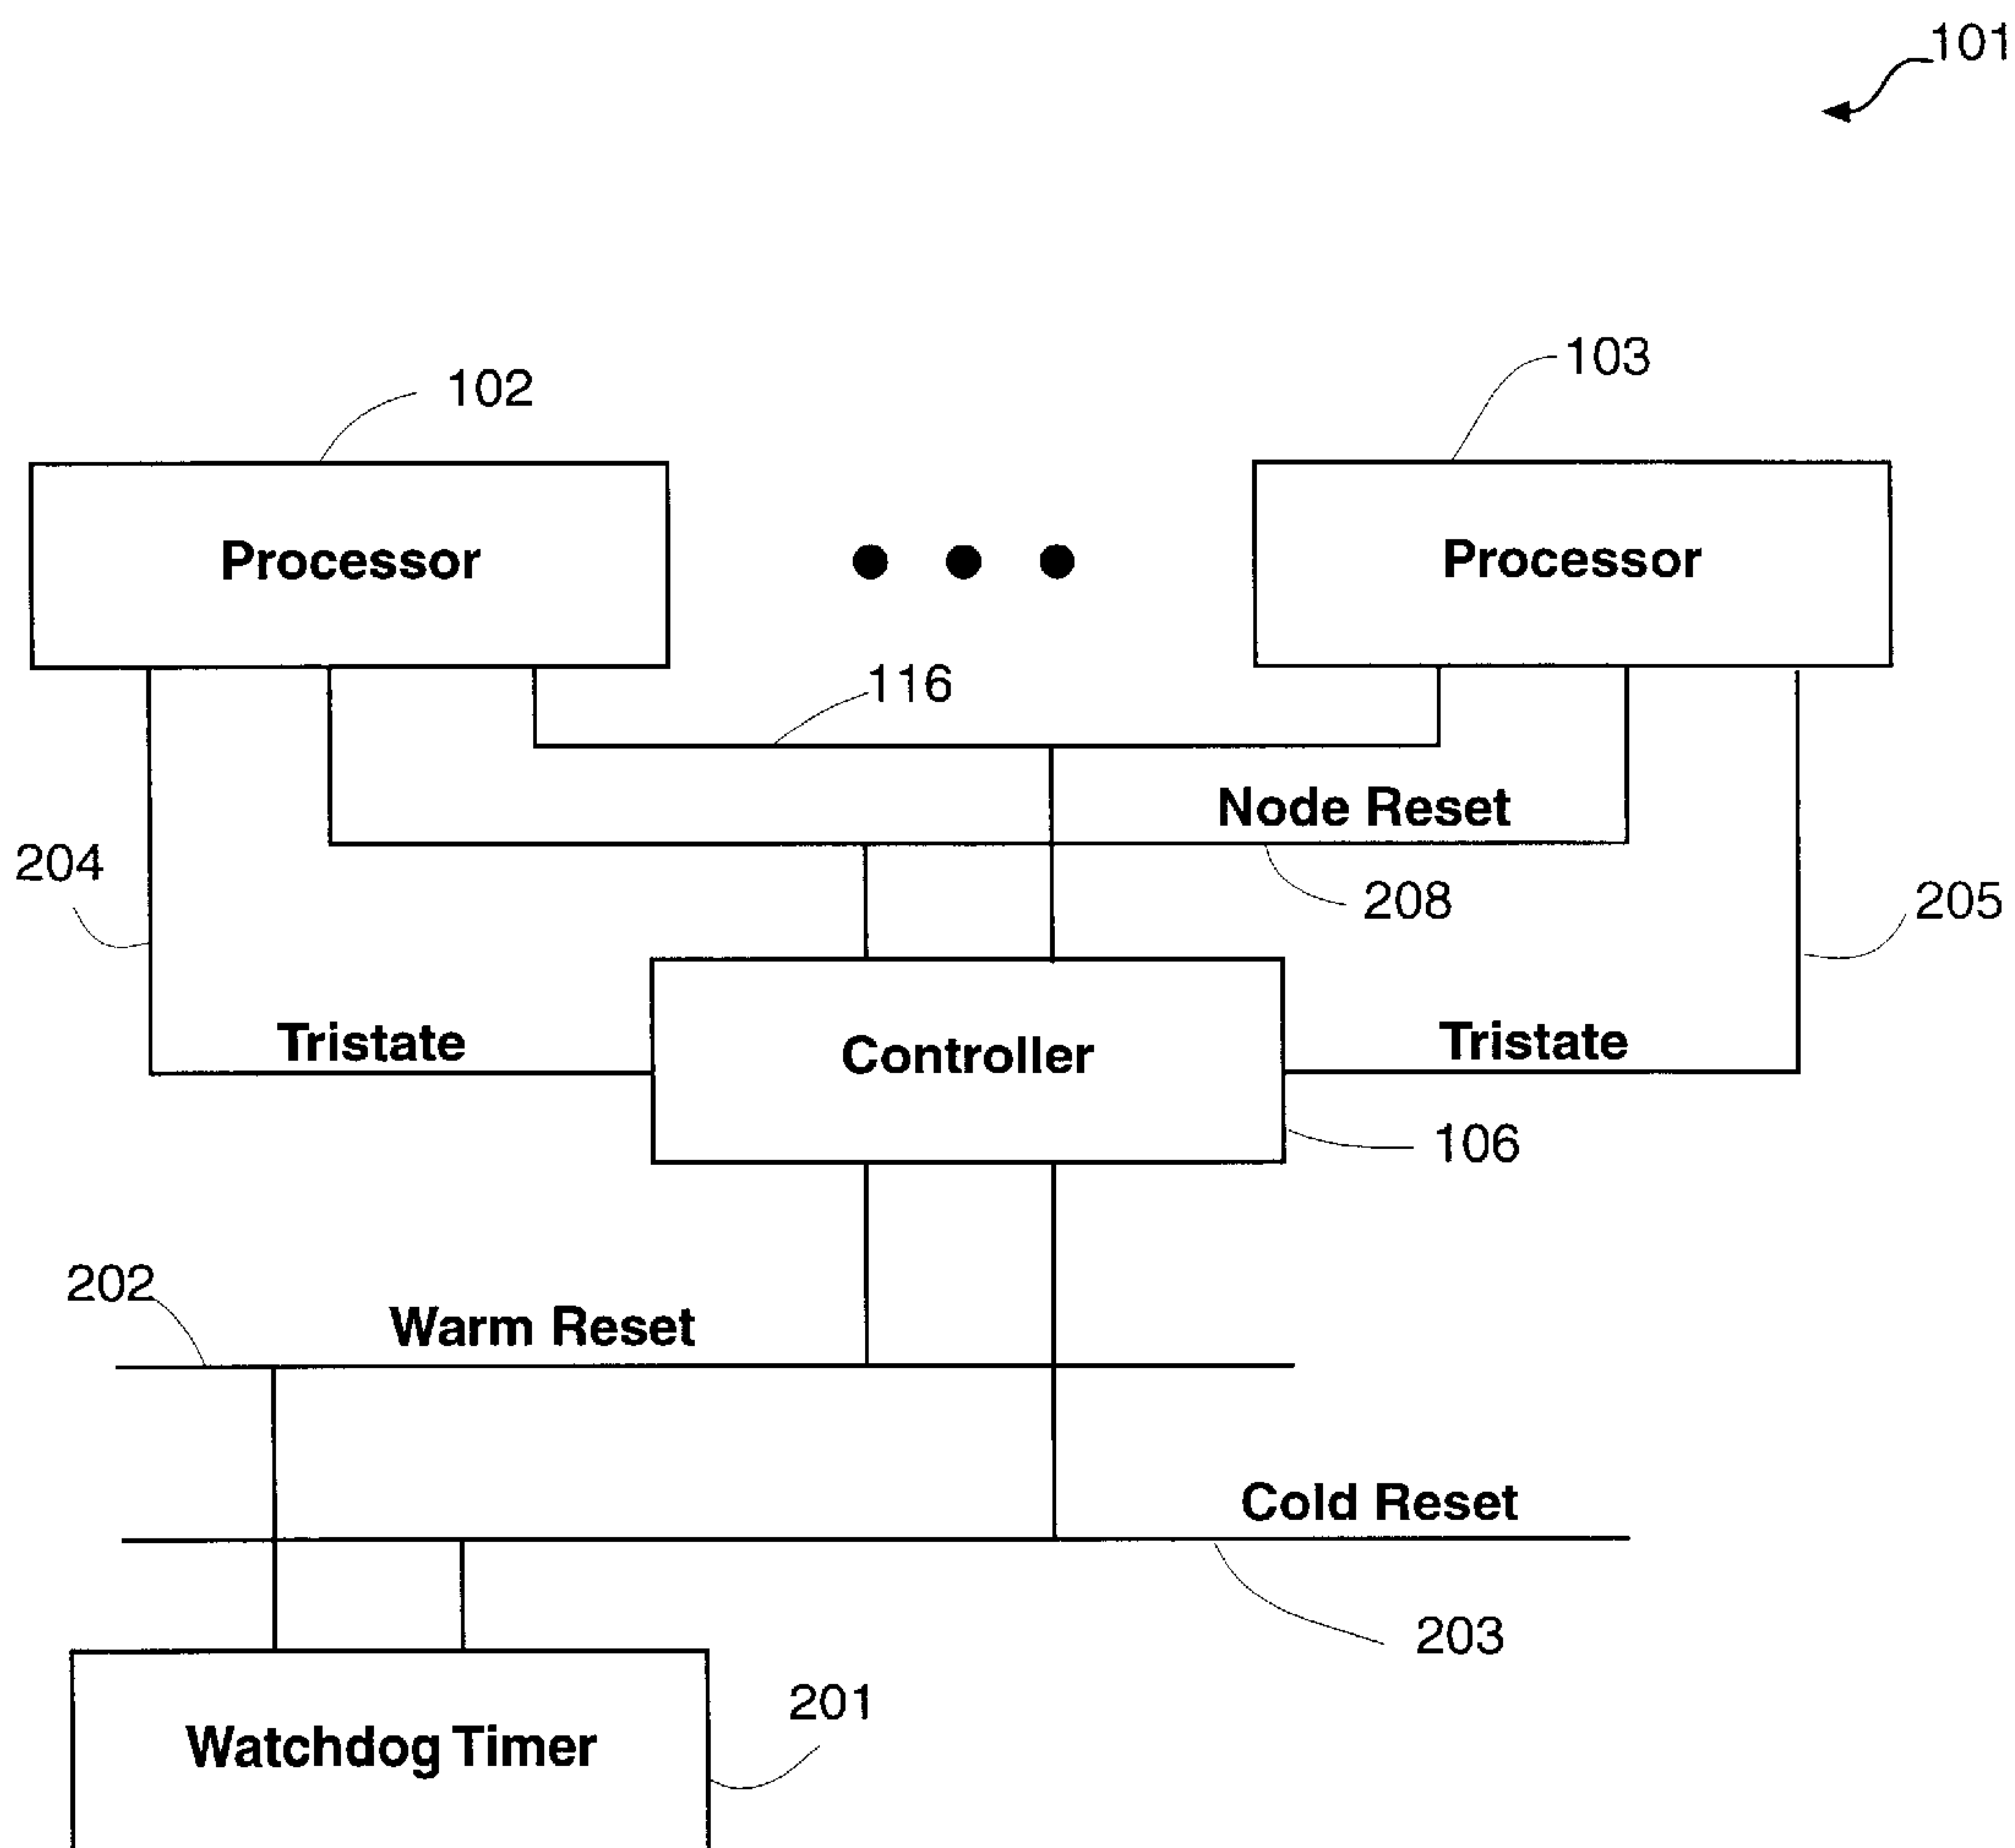 101
103
102
Processor
Processor
116
Node Reset
204
208
205
Tristate
Controller
Tristate
106
202
Warm Reset
Cold Reset
203
201
Watchdog Timer